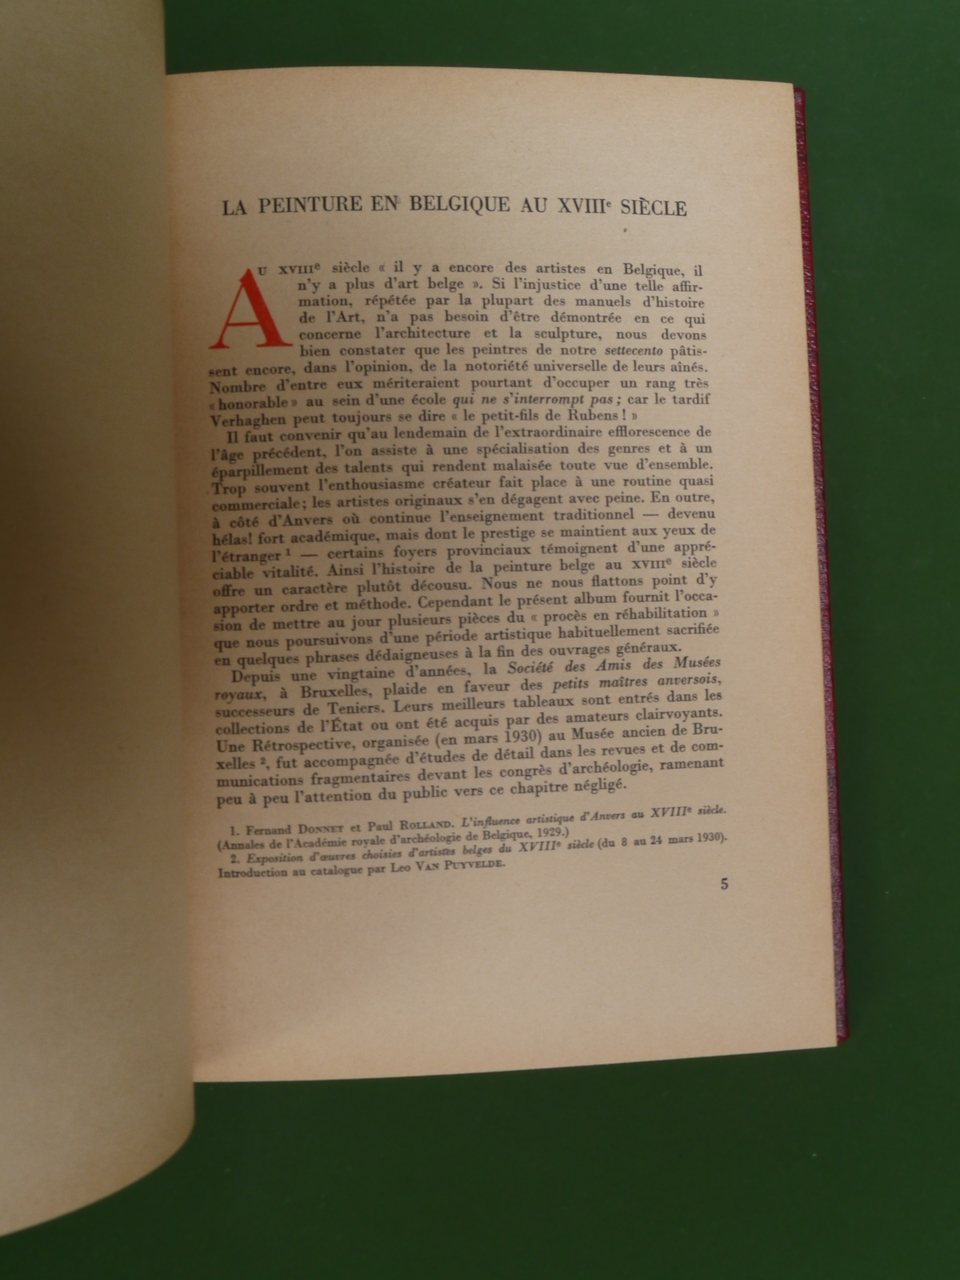 LA PEINTURE EN BELGIQUE AU XVIIIe SIÈCLE
AU XVIIIe siècle « il y a encore des artistes en Belgique, il
n'y a plus d'art belge ». Si l'injustice d'une telle affir-
mation, répétée par la plupart des manuels d'histoire
de l'Art, n'a pas besoin d'être démontrée en ce qui
concerne l'architecture et la sculpture, nous devons
bien constater que les peintres de notre settecento pâtis-
sent encore, dans l'opinion, de la notoriété universelle de leurs aînés.
Nombre d'entre eux mériteraient pourtant d'occuper un rang très
« honorable » au sein d'une école qui ne s'interrompt pas ; car le tardif
Verhaghen peut toujours se dire « le petit-fils de Rubens ! »
Il faut convenir qu'au lendemain de l'extraordinaire efflorescence de
l'âge précédent, l'on assiste à une spécialisation des genres et à un
éparpillement des talents qui rendent malaisée toute vue d'ensemble.
Trop souvent l'enthousiasme créateur fait place à une routine quasi
commerciale ; les artistes originaux s'en dégagent avec peine. En outre,
à côté d'Anvers où continue l'enseignement traditionnel — devenu
hélas! fort académique, mais dont le prestige se maintient aux yeux de
l'étranger 1 — certains foyers provinciaux témoignent d'une appré-
ciable vitalité. Ainsi l'histoire de la peinture belge au XVIIIe siècle
offre un caractère plutôt décousu. Nous ne nous flattons point d'y
apporter ordre et méthode. Cependant le présent album fournit l'occa-
sion de mettre au jour plusieurs pièces du « procès en réhabilitation »
que nous poursuivons d'une période artistique habituellement sacrifiée
en quelques phrases dédaigneuses à la fin des ouvrages généraux.
Depuis une vingtaine d'années, la Société des Amis des Musées
royaux, à Bruxelles, plaide en faveur des petits maîtres anversois,
successeurs de Teniers. Leurs meilleurs tableaux sont entrés dans les
collections de l'État ou ont été acquis par des amateurs clairvoyants.
Une Rétrospective, organisée (en mars 1930) au Musée ancien de Bru-
xelles 2, fut accompagnée d'études de détail dans les revues et de com-
munications fragmentaires devant les congrès d'archéologie, ramenant
peu à peu l'attention du public vers ce chapitre négligé.
1. Fernand DONNET et Paul ROLLAND. L'influence artistique d'Anvers au XVIIIe siècle.
(Annales de l'Académie royale d'archéologie de Belgique, 1929.)
2. Exposition d'œuvres choisies d'artistes belges du XVIIIe siècle (du 8 au 24 mars 1930).
Introduction au catalogue par Leo VAN PUYVELDE.
5